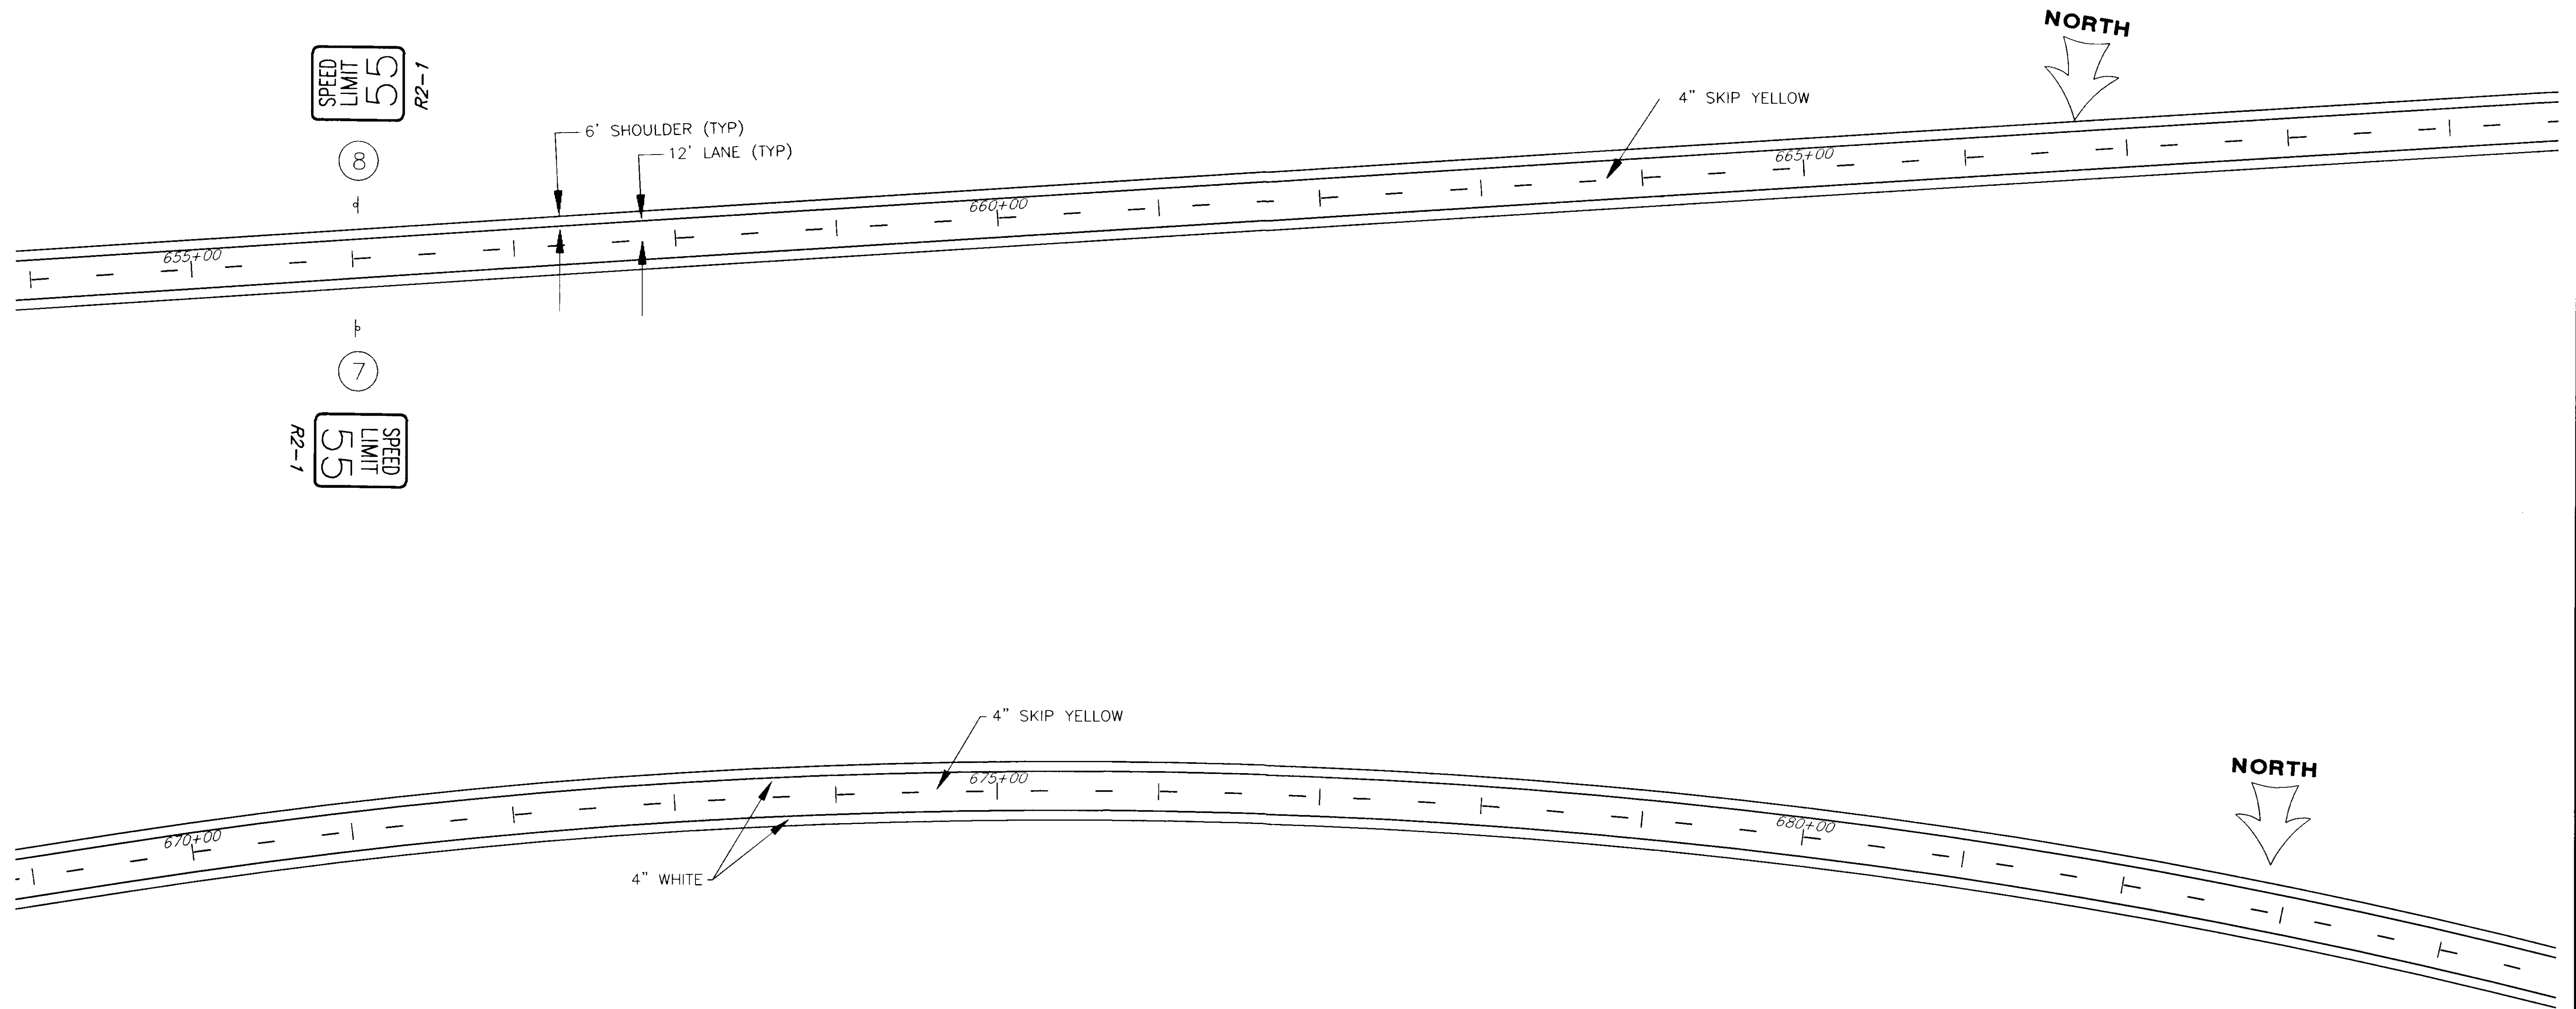 NORTH
SPEED
LIMIT
55
R2-1
8
4" SKIP YELLOW
6' SHOULDER (TYP)
12' LANE (TYP)
665+00
660+00
655+00
7
SPEED
LIMIT
55
R2-1
4" SKIP YELLOW
NORTH
675+00
680+00
670+00
4" WHITE